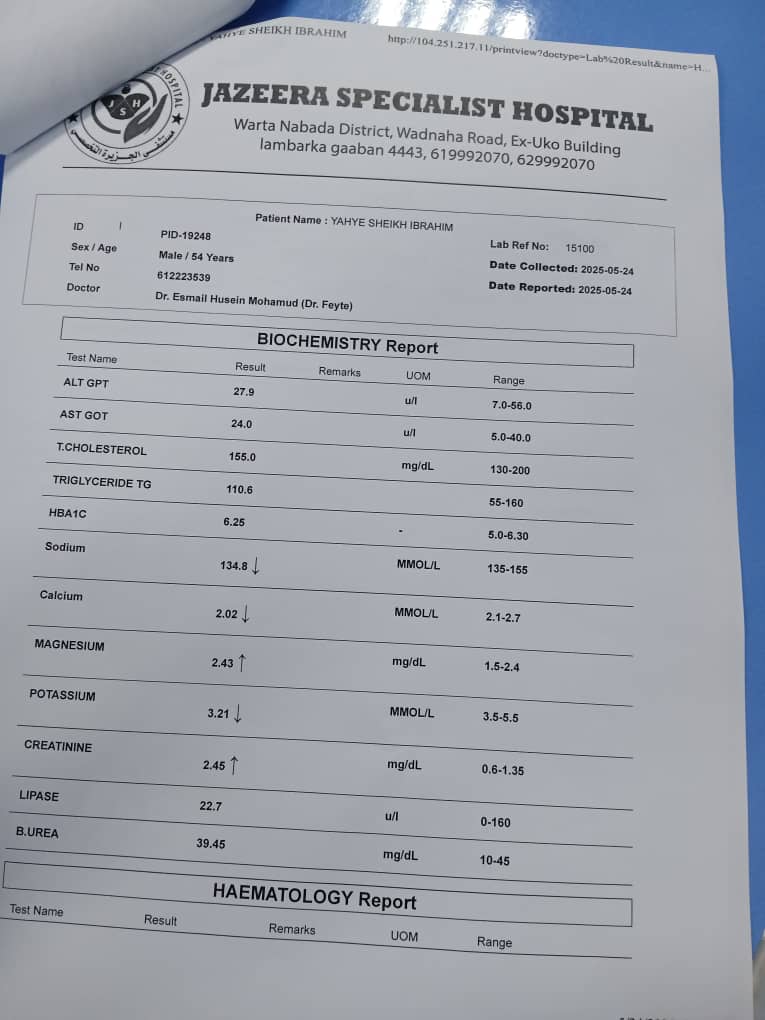 YAHYE SHEIKH IBRAHIM
http://104.251.217.11/printview?doctype=Lab%20Result&name=H...
HOSPITAL
J H
S
مستشفى الجزيرة التخصصي
JAZEERA SPECIALIST HOSPITAL
Warta Nabada District, Wadnaha Road, Ex-Uko Building
lambarka gaaban 4443, 619992070, 629992070
Patient Name : YAHYE SHEIKH IBRAHIM
ID PID-19248 Lab Ref No: 15100
Sex / Age Male / 54 Years Date Collected: 2025-05-24
Tel No 612223539 Date Reported: 2025-05-24
Doctor Dr. Esmail Husein Mohamud (Dr. Feyte)
BIOCHEMISTRY Report
Test Name Result Remarks UOM Range
ALT GPT 27.9 u/l 7.0-56.0
AST GOT 24.0 u/l 5.0-40.0
T.CHOLESTEROL 155.0 mg/dL 130-200
TRIGLYCERIDE TG 110.6 55-160
HBA1C 6.25 - 5.0-6.30
Sodium 134.8 ↓ MMOL/L 135-155
Calcium 2.02 ↓ MMOL/L 2.1-2.7
MAGNESIUM 2.43 ↑ mg/dL 1.5-2.4
POTASSIUM 3.21 ↓ MMOL/L 3.5-5.5
CREATININE 2.45 ↑ mg/dL 0.6-1.35
LIPASE 22.7 u/l 0-160
B.UREA 39.45 mg/dL 10-45
HAEMATOLOGY Report
Test Name Result Remarks UOM Range